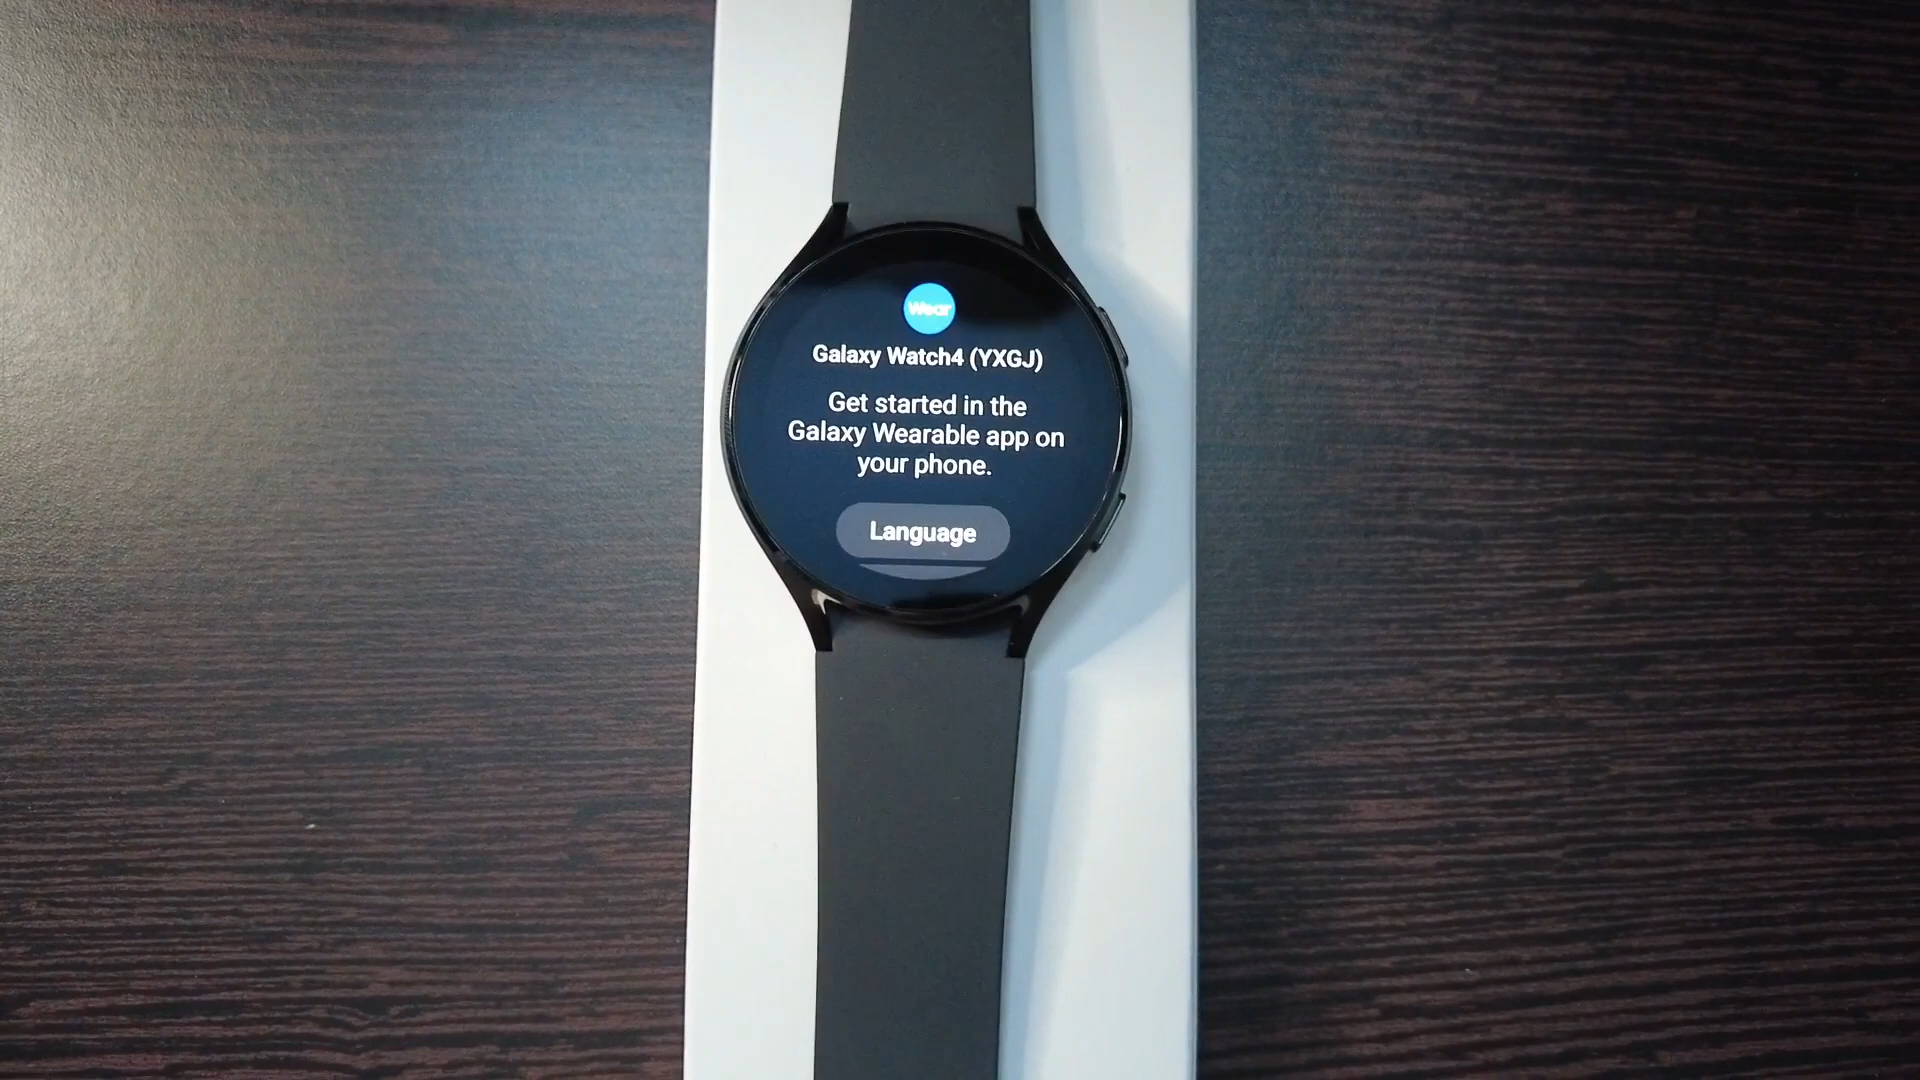 Wear
Galaxy Watch4 (YXGJ)
Get started in the
Galaxy Wearable app on
your phone.
Language